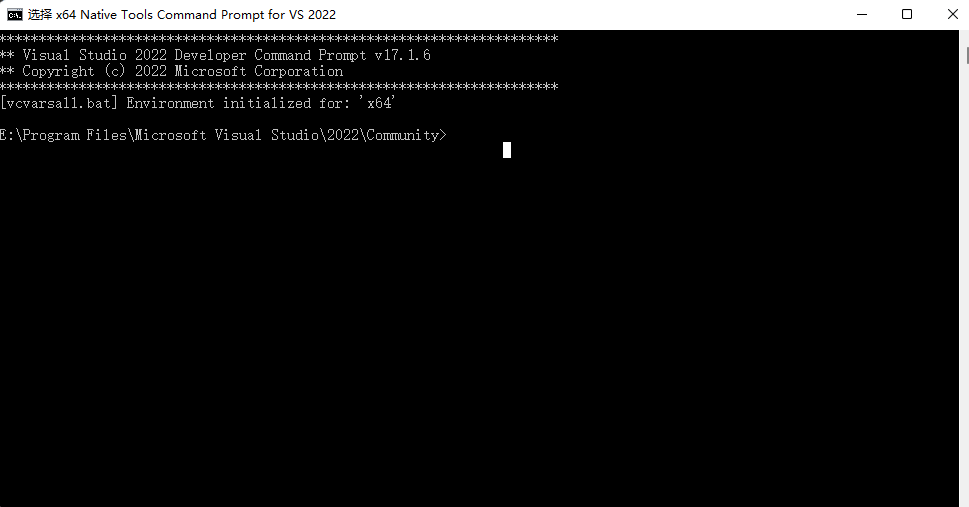 选择 x64 Native Tools Command Prompt for VS 2022
**********************************************************************
** Visual Studio 2022 Developer Command Prompt v17.1.6
** Copyright (c) 2022 Microsoft Corporation
**********************************************************************
[vcvarsall.bat] Environment initialized for: 'x64'
E:\Program Files\Microsoft Visual Studio\2022\Community>